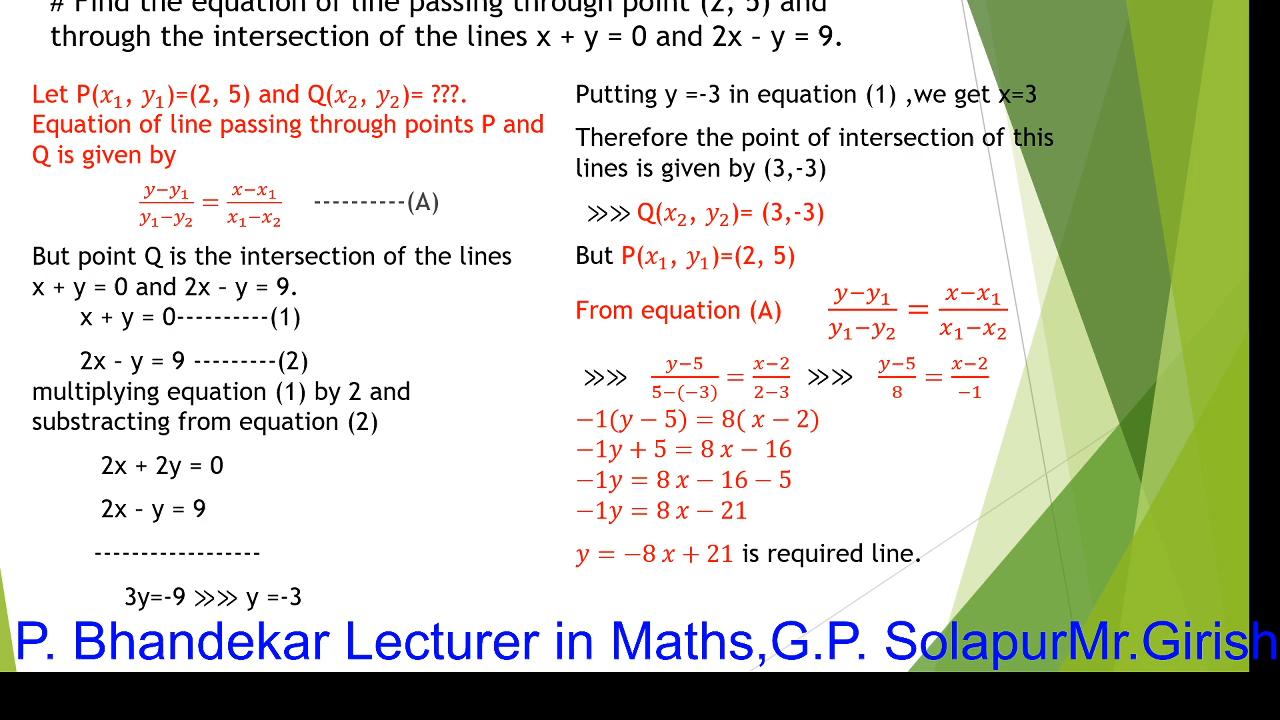 # Find the equation of line passing through point (2, 5) and
through the intersection of the lines x + y = 0 and 2x – y = 9.
Let P(x₁, y₁)=(2, 5) and Q(x₂, y₂)= ???.
Equation of line passing through points P and
Q is given by
(y−y₁)/(y₁−y₂) = (x−x₁)/(x₁−x₂) ----------(A)
But point Q is the intersection of the lines
x + y = 0 and 2x – y = 9.
x + y = 0----------(1)
2x – y = 9 ---------(2)
multiplying equation (1) by 2 and
substracting from equation (2)
2x + 2y = 0
2x – y = 9
------------------
3y=-9 ⋙ y =-3
Putting y =-3 in equation (1) ,we get x=3
Therefore the point of intersection of this
lines is given by (3,-3)
⋙ Q(x₂, y₂)= (3,-3)
But P(x₁, y₁)=(2, 5)
From equation (A) (y−y₁)/(y₁−y₂) = (x−x₁)/(x₁−x₂)
⋙ (y−5)/(5−(−3)) = (x−2)/(2−3) ⋙ (y−5)/8 = (x−2)/−1
−1(y − 5) = 8( x − 2)
−1y + 5 = 8 x − 16
−1y = 8 x − 16 − 5
−1y = 8 x − 21
y = −8 x + 21 is required line.
P. Bhandekar Lecturer in Maths,G.P. SolapurMr.Girish